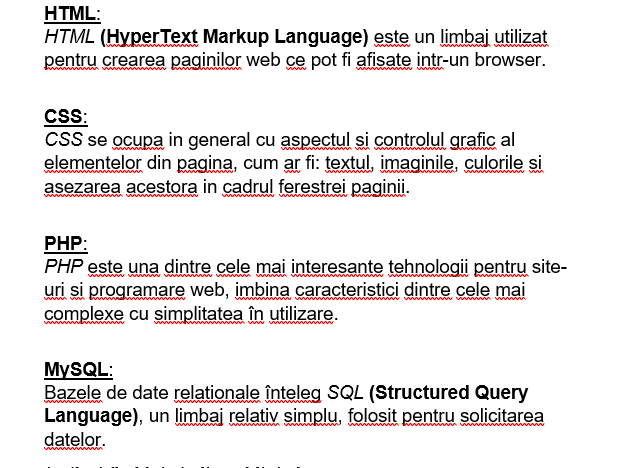 HTML:
HTML (HyperText Markup Language) este un limbaj utilizat
pentru crearea paginilor web ce pot fi afisate intr-un browser.
CSS:
CSS se ocupa in general cu aspectul si controlul grafic al
elementelor din pagina, cum ar fi: textul, imaginile, culorile si
asezarea acestora in cadrul ferestrei paginii.
PHP:
PHP este una dintre cele mai interesante tehnologii pentru site-
uri si programare web, imbina caracteristici dintre cele mai
complexe cu simplitatea în utilizare.
MySQL:
Bazele de date relationale înteleg SQL (Structured Query
Language), un limbaj relativ simplu, folosit pentru solicitarea
datelor.